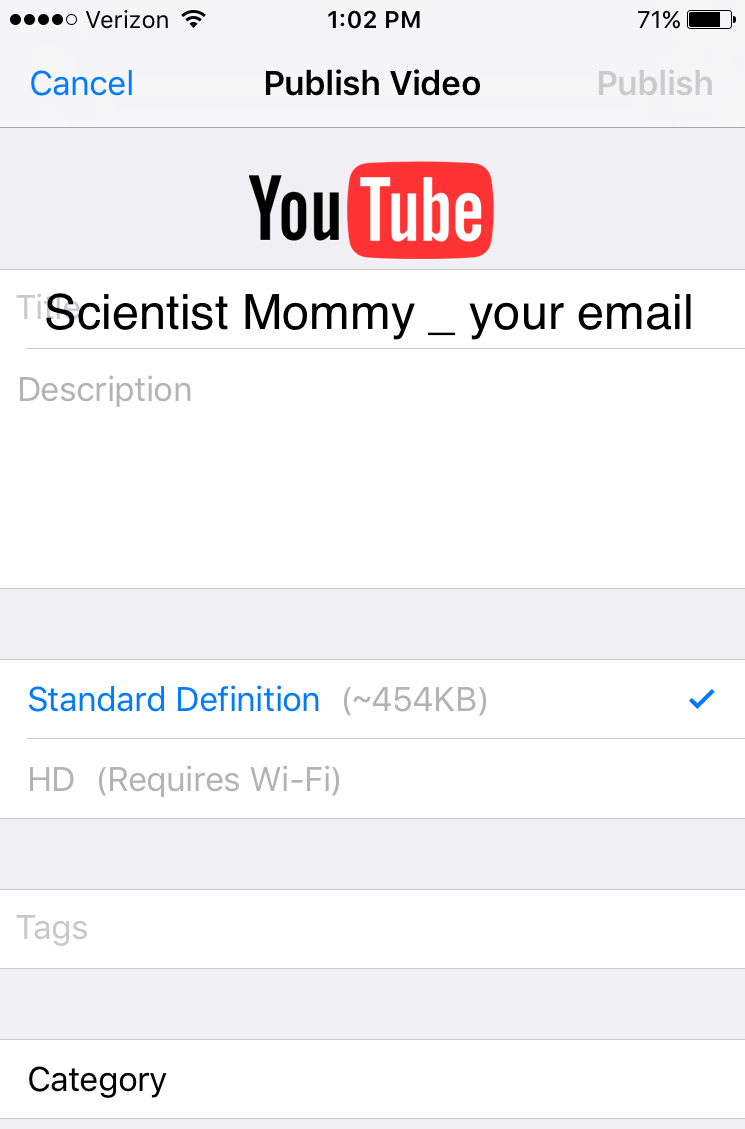 Verizon 1:02 PM 71%
Cancel Publish Video Publish
YouTube
Title
Scientist Mommy _ your email
Description
Standard Definition (~454KB)
HD (Requires Wi-Fi)
Tags
Category